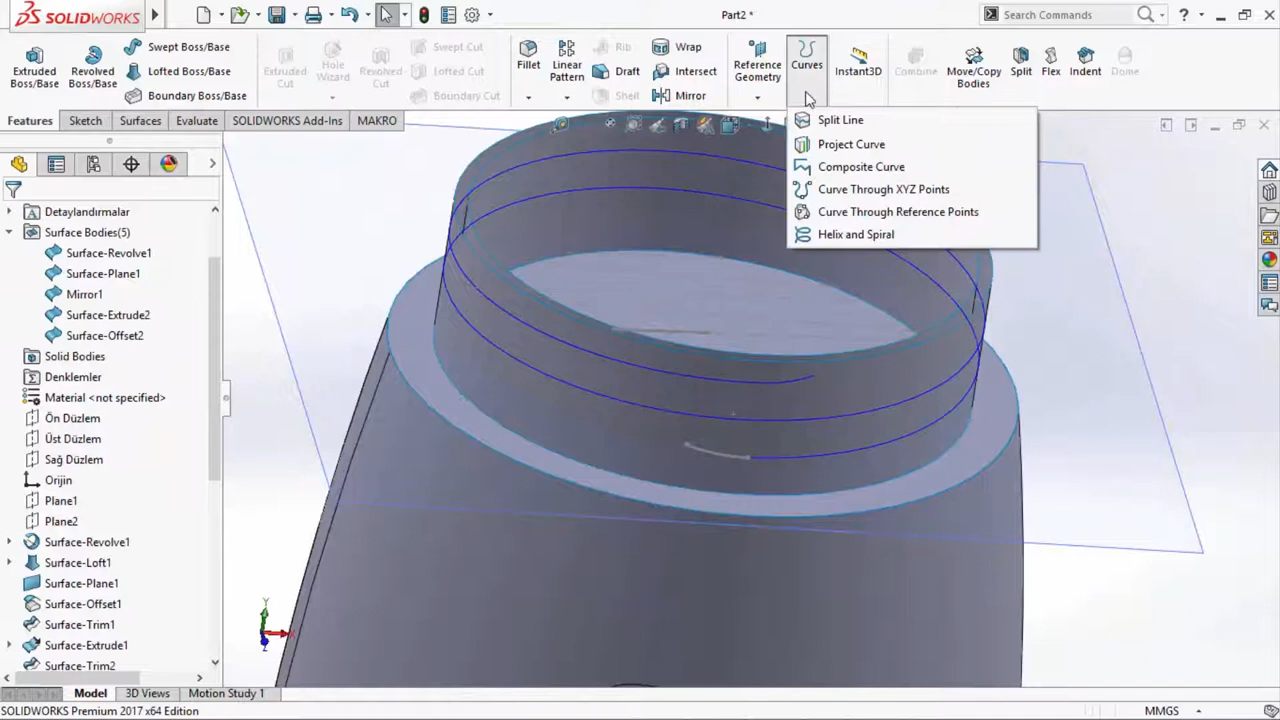 SOLIDWORKS
Part2 *
Search Commands
?
Extruded Boss/Base
Revolved Boss/Base
Swept Boss/Base
Lofted Boss/Base
Boundary Boss/Base
Extruded Cut
Hole Wizard
Revolved Cut
Swept Cut
Lofted Cut
Boundary Cut
Fillet
Linear Pattern
Rib
Draft
Shell
Wrap
Intersect
Mirror
Reference Geometry
Curves
Instant3D
Combine
Move/Copy Bodies
Split
Flex
Indent
Dome
Features
Sketch
Surfaces
Evaluate
SOLIDWORKS Add-Ins
MAKRO
Split Line
Project Curve
Composite Curve
Curve Through XYZ Points
Curve Through Reference Points
Helix and Spiral
Detaylandırmalar
Surface Bodies(5)
Surface-Revolve1
Surface-Plane1
Mirror1
Surface-Extrude2
Surface-Offset2
Solid Bodies
Denklemler
Material <not specified>
Ön Düzlem
Üst Düzlem
Sağ Düzlem
Orijin
Plane1
Plane2
Surface-Revolve1
Surface-Loft1
Surface-Plane1
Surface-Offset1
Surface-Trim1
Surface-Extrude1
Surface-Trim2
Y
Z
Model
3D Views
Motion Study 1
SOLIDWORKS Premium 2017 x64 Edition
MMGS